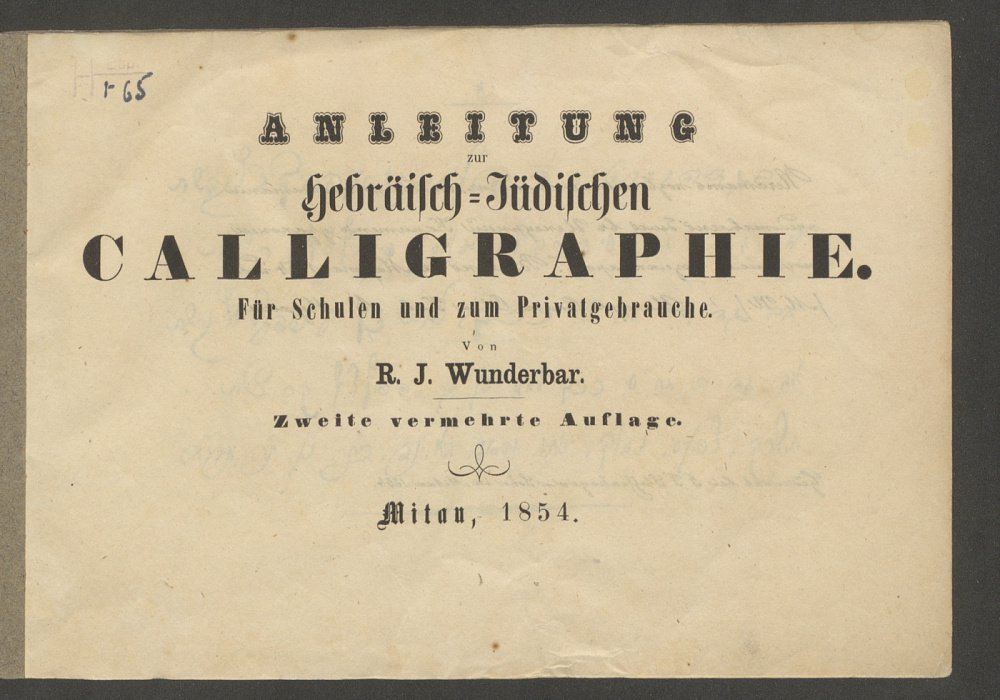 r 65
ANLEITUNG
zur
Hebräiſch=Jüdiſchen
CALLIGRAPHIE.
Für Schulen und zum Privatgebrauche.
Von
R. J. Wunderbar.
Zweite vermehrte Auflage.
Mitau, 1854.